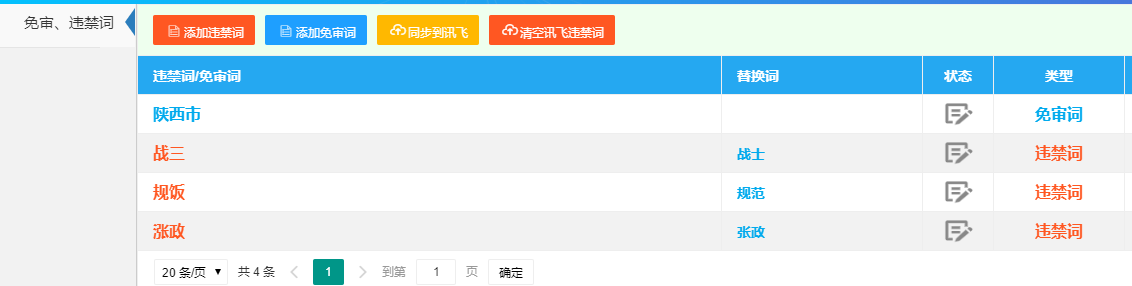 免审、违禁词
添加违禁词 添加免审词 同步到讯飞 清空讯飞违禁词
违禁词/免审词 替换词 状态 类型
陕西市 免审词
战三 战士 违禁词
规饭 规范 违禁词
涨政 张政 违禁词
20 条/页 共 4 条 1 到第 1 页 确定